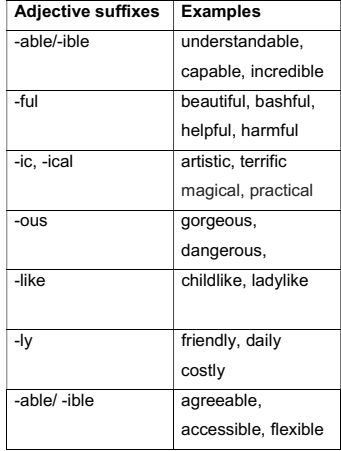 Adjective suffixes Examples
-able/-ible understandable,
capable, incredible
-ful beautiful, bashful,
helpful, harmful
-ic, -ical artistic, terrific
magical, practical
-ous gorgeous,
dangerous,
-like childlike, ladylike
-ly friendly, daily
costly
-able/ -ible agreeable,
accessible, flexible